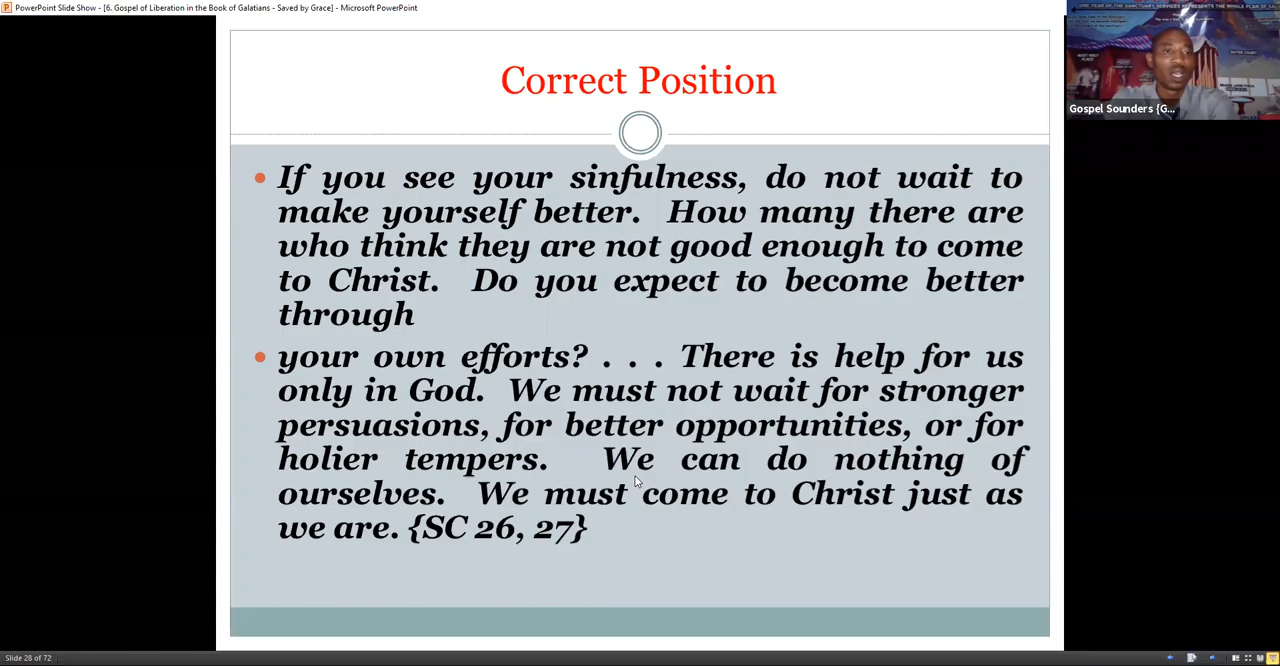 PowerPoint Slide Show - [6. Gospel of Liberation in the Book of Galatians - Saved by Grace] - Microsoft PowerPoint
Correct Position
If you see your sinfulness, do not wait to
make yourself better. How many there are
who think they are not good enough to come
to Christ. Do you expect to become better
through
your own efforts? . . . There is help for us
only in God. We must not wait for stronger
persuasions, for better opportunities, or for
holier tempers. We can do nothing of
ourselves. We must come to Christ just as
we are. {SC 26, 27}
Gospel Sounders {G...
Slide 28 of 72